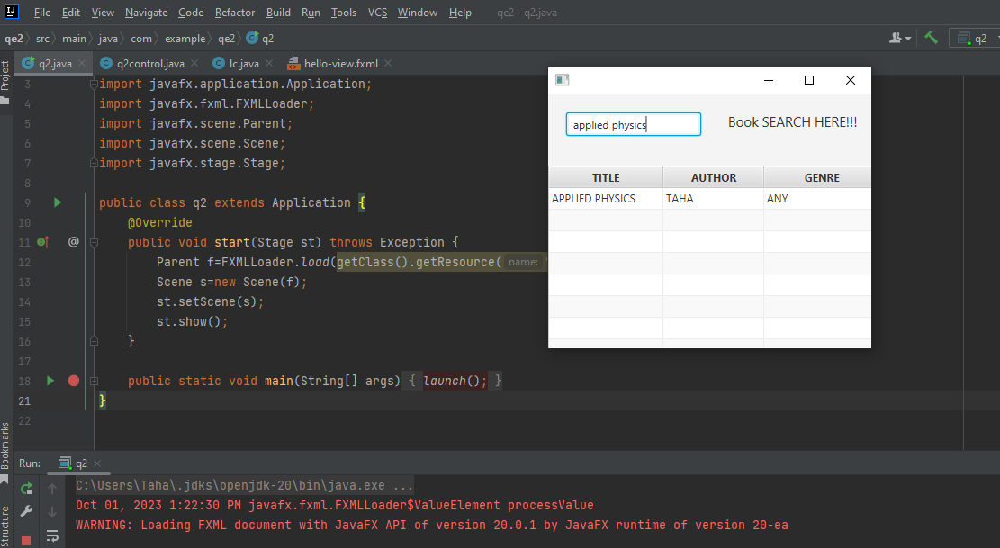 File Edit View Navigate Code Refactor Build Run Tools VCS Window Help qe2 - q2.java
qe2 src main java com example qe2 q2
q2
Project
q2.java q2control.java lc.java hello-view.fxml
3 import javafx.application.Application;
4 import javafx.fxml.FXMLLoader;
5 import javafx.scene.Parent;
6 import javafx.scene.Scene;
7 import javafx.stage.Stage;
8
9 public class q2 extends Application {
10 @Override
11 @ public void start(Stage st) throws Exception {
12 Parent f=FXMLLoader.load(getClass().getResource( name:
13 Scene s=new Scene(f);
14 st.setScene(s);
15 st.show();
16 }
17
18 public static void main(String[] args) { launch(); }
21 }
22
applied physics
Book SEARCH HERE!!!
TITLE AUTHOR GENRE
APPLIED PHYSICS TAHA ANY
Bookmarks
Structure
Run: q2
C:\Users\Taha\.jdks\openjdk-20\bin\java.exe ...
Oct 01, 2023 1:22:30 PM javafx.fxml.FXMLLoader$ValueElement processValue
WARNING: Loading FXML document with JavaFX API of version 20.0.1 by JavaFX runtime of version 20-ea